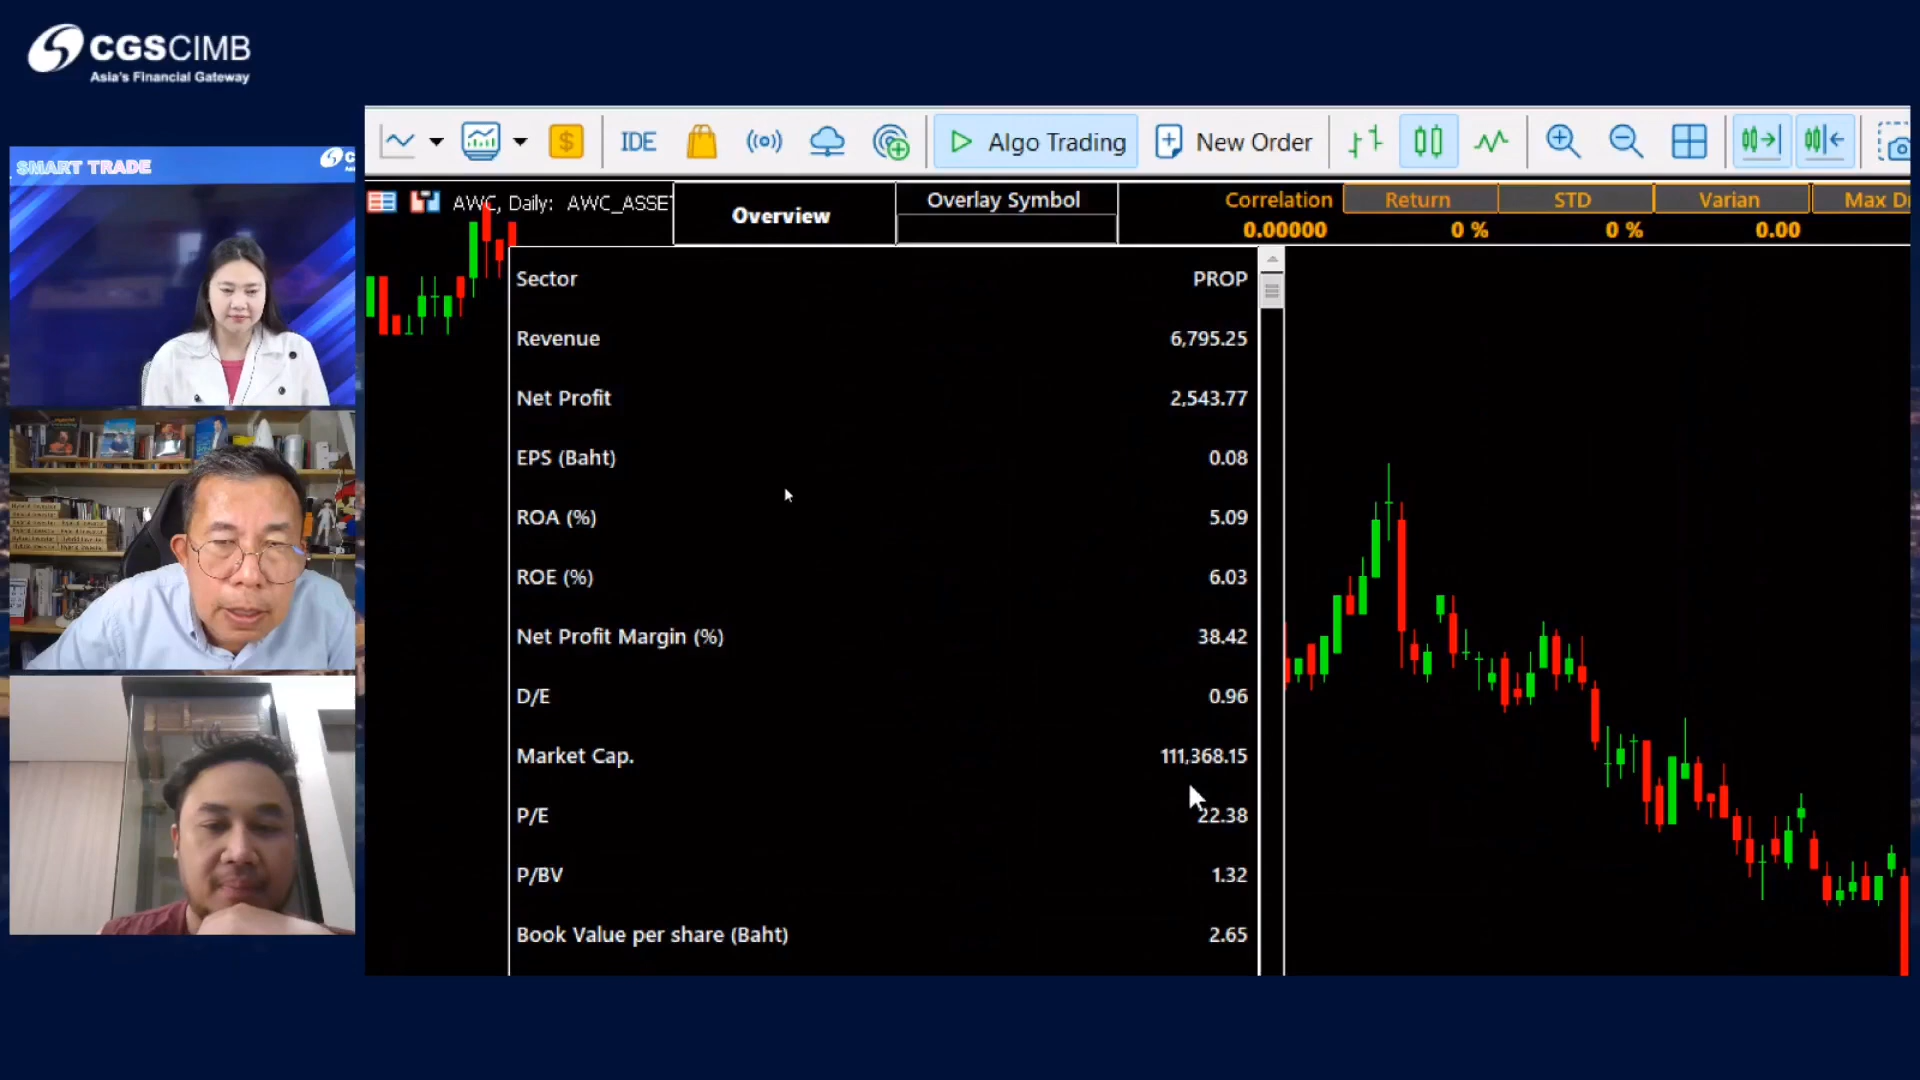 CGSCIMB
Asia's Financial Gateway
SMART TRADE
IDE
Algo Trading
New Order
AWC, Daily: AWC_ASSE
Overview
Overlay Symbol
Correlation
Return
STD
Varian
Max D
0.00000
0 %
0 %
0.00
Sector PROP
Revenue 6,795.25
Net Profit 2,543.77
EPS (Baht) 0.08
ROA (%) 5.09
ROE (%) 6.03
Net Profit Margin (%) 38.42
D/E 0.96
Market Cap. 111,368.15
P/E 22.38
P/BV 1.32
Book Value per share (Baht) 2.65